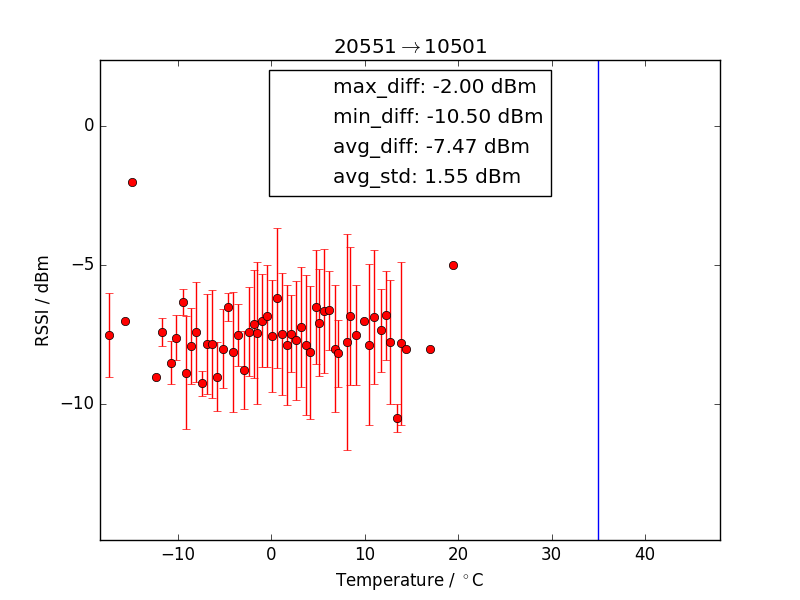 20551→10501
max_diff: -2.00 dBm
min_diff: -10.50 dBm
avg_diff: -7.47 dBm
avg_std: 1.55 dBm
RSSI / dBm
0
−5
−10
−10 0 10 20 30 40
Temperature / °C